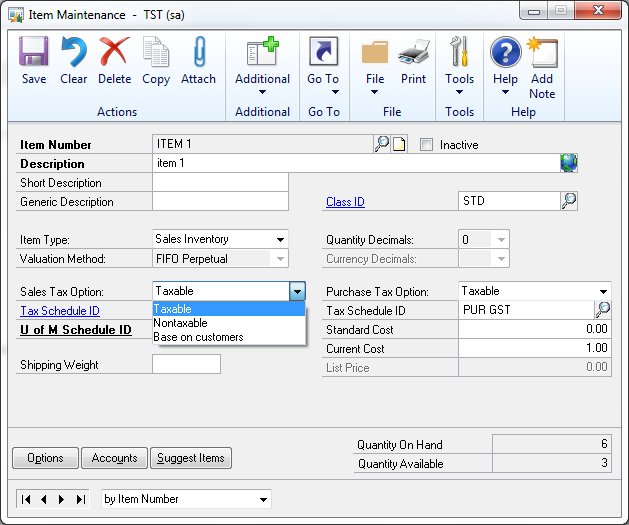 Item Maintenance  -  TST (sa)
Save Clear Delete Copy Attach Additional Go To File Print Tools Help Add Note
Actions Additional Go To File Tools Help
Item Number ITEM 1 Inactive
Description item 1
Short Description
Generic Description Class ID STD
Item Type: Sales Inventory Quantity Decimals: 0
Valuation Method: FIFO Perpetual Currency Decimals:
Sales Tax Option: Taxable Purchase Tax Option: Taxable
Tax Schedule ID Taxable Tax Schedule ID PUR GST
U of M Schedule ID Nontaxable Standard Cost 0.00
Base on customers Current Cost 1.00
Shipping Weight List Price 0.00
Options Accounts Suggest Items Quantity On Hand 6
Quantity Available 3
by Item Number